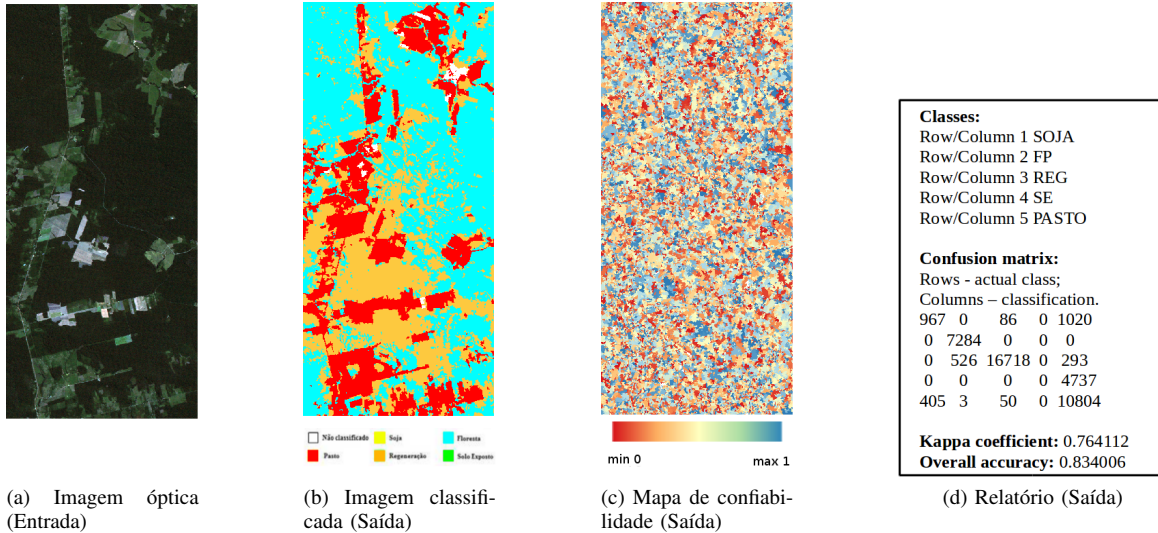 Não classificado
Soja
Floresta
Pasto
Regeneração
Solo Exposto
min 0
max 1
Classes:
Row/Column 1 SOJA
Row/Column 2 FP
Row/Column 3 REG
Row/Column 4 SE
Row/Column 5 PASTO
Confusion matrix:
Rows - actual class;
Columns – classification.
967 0 86 0 1020
0 7284 0 0 0
0 526 16718 0 293
0 0 0 0 4737
405 3 50 0 10804
Kappa coefficient: 0.764112
Overall accuracy: 0.834006
(a) Imagem óptica
(Entrada)
(b) Imagem classifi-
cada (Saída)
(c) Mapa de confiabi-
lidade (Saída)
(d) Relatório (Saída)